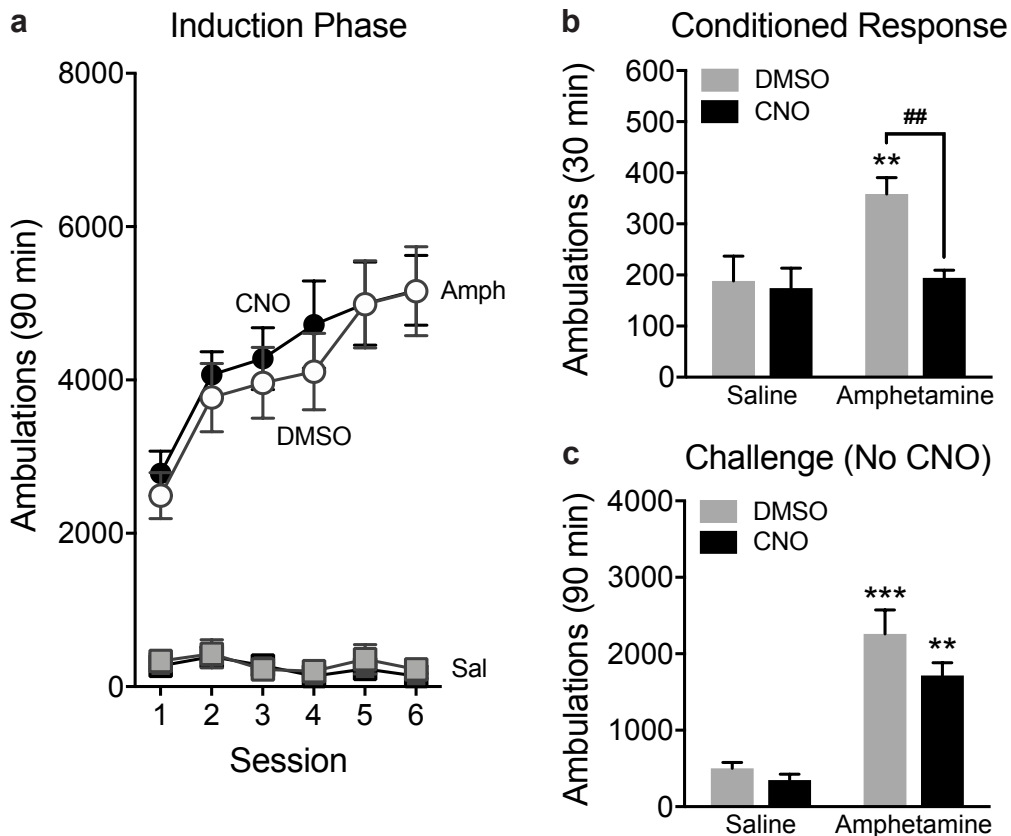 a
Induction Phase
Ambulations (90 min)
8000
6000
4000
2000
0
CNO
DMSO
Amph
Sal
1 2 3 4 5 6
Session
b
Conditioned Response
Ambulations (30 min)
600
500
400
300
200
100
0
DMSO
CNO
##
**
Saline Amphetamine
c
Challenge (No CNO)
Ambulations (90 min)
4000
3000
2000
1000
0
DMSO
CNO
***
**
Saline Amphetamine